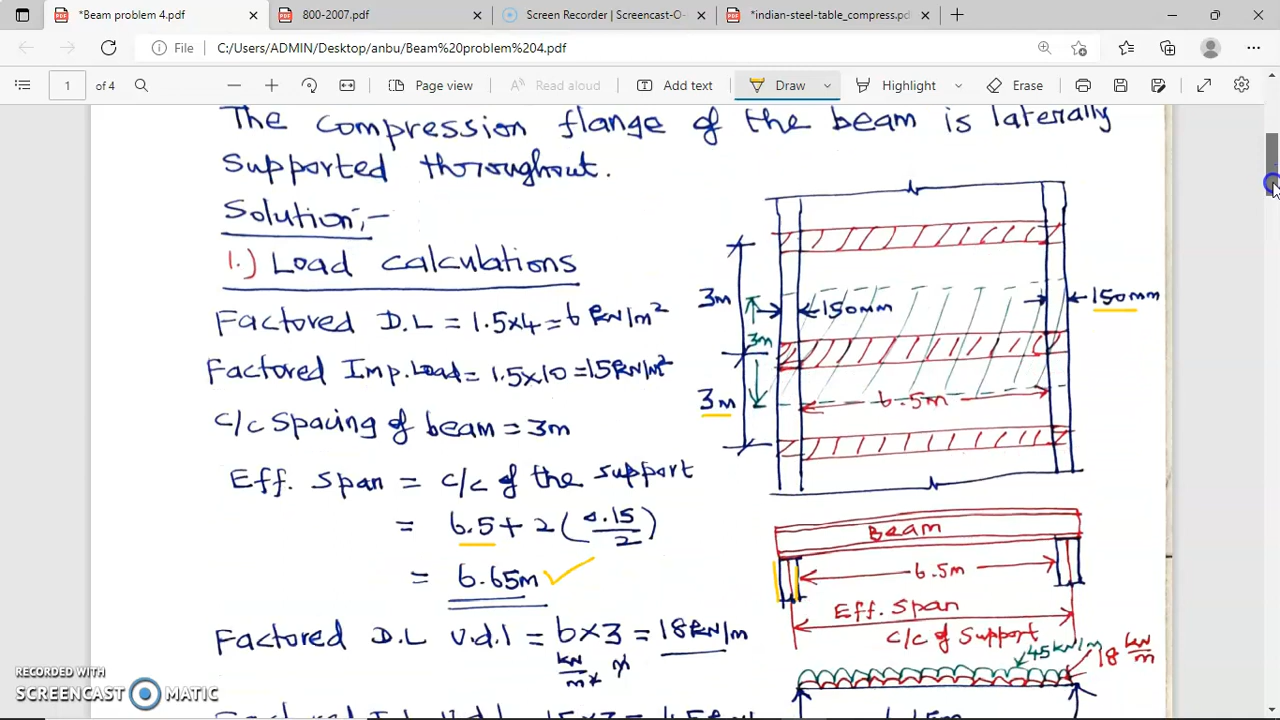 *Beam problem 4.pdf
800-2007.pdf
Screen Recorder | Screencast-O-
*indian-steel-table_compress.pd
File
C:/Users/ADMIN/Desktop/anbu/Beam%20problem%204.pdf
1 of 4
Page view
Read aloud
Add text
Draw
Highlight
Erase
The compression flange of the beam is laterally
Supported throughout.
Solution:-
1.) Load calculations
Factored D.L = 1.5x4 = 6 kN/m²
Factored Imp.Load = 1.5x10 = 15kN/m²
c/c Spacing of beam = 3m
Eff. Span = c/c of the support
= 6.5 + 2 (0.15/2)
= 6.65m ✓
Factored D.L U.d.l = 6x3 = 18kN/m
kN/m² x m
3m
3m
3m
150mm
150mm
6.5m
Beam
6.5m
Eff. Span
c/c of Support
45kN/m
18 kN/m
RECORDED WITH
SCREENCAST MATIC